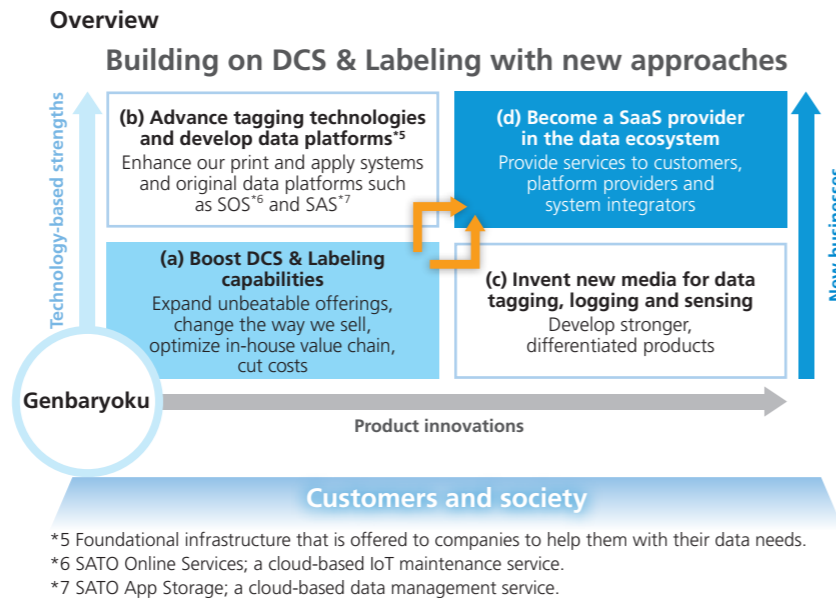 Overview
Building on DCS & Labeling with new approaches
Technology-based strengths
(b) Advance tagging technologies
and develop data platforms*5
Enhance our print and apply systems
and original data platforms such
as SOS*6 and SAS*7
(d) Become a SaaS provider
in the data ecosystem
Provide services to customers,
platform providers and
system integrators
New businesses
(a) Boost DCS & Labeling
capabilities
Expand unbeatable offerings,
change the way we sell,
optimize in-house value chain,
cut costs
(c) Invent new media for data
tagging, logging and sensing
Develop stronger,
differentiated products
Genbaryoku
Product innovations
Customers and society
*5 Foundational infrastructure that is offered to companies to help them with their data needs.
*6 SATO Online Services; a cloud-based IoT maintenance service.
*7 SATO App Storage; a cloud-based data management service.